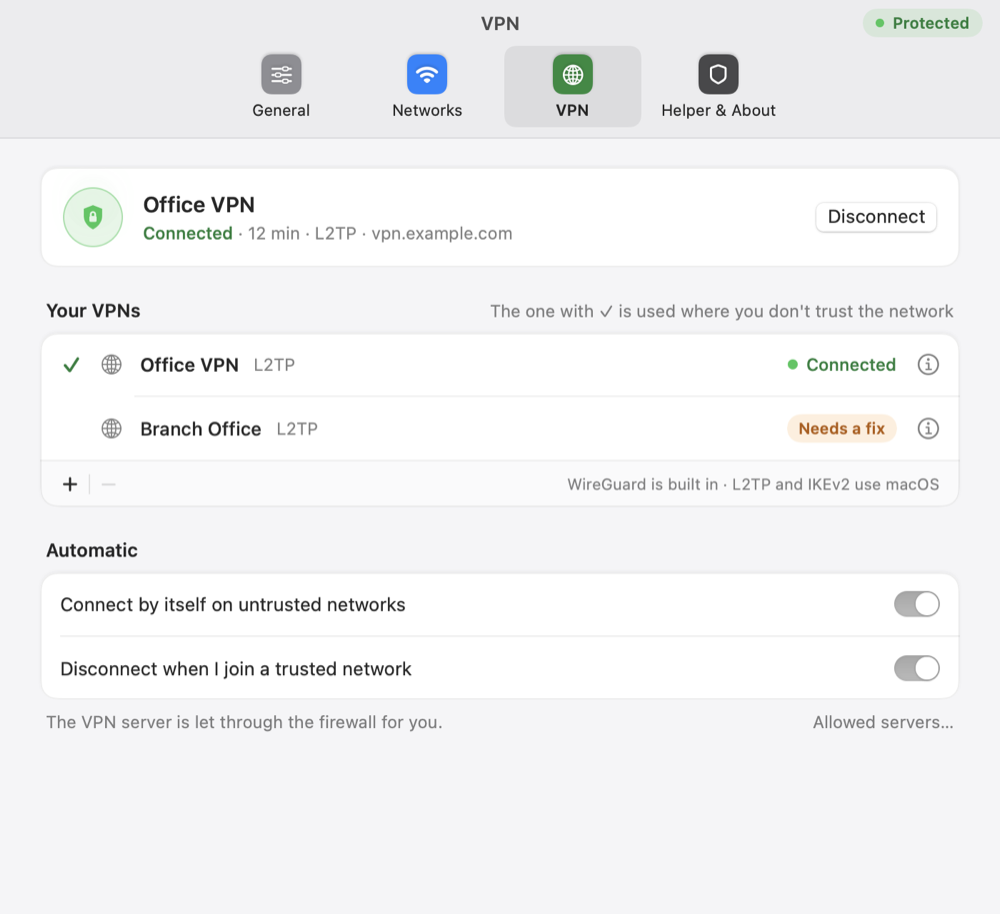 VPN
Protected
General
Networks
VPN
Helper & About
Office VPN
Connected · 12 min · L2TP · vpn.example.com
Disconnect
Your VPNs
The one with ✓ is used where you don't trust the network
Office VPN L2TP
Connected
Branch Office L2TP
Needs a fix
WireGuard is built in · L2TP and IKEv2 use macOS
Automatic
Connect by itself on untrusted networks
Disconnect when I join a trusted network
The VPN server is let through the firewall for you.
Allowed servers...